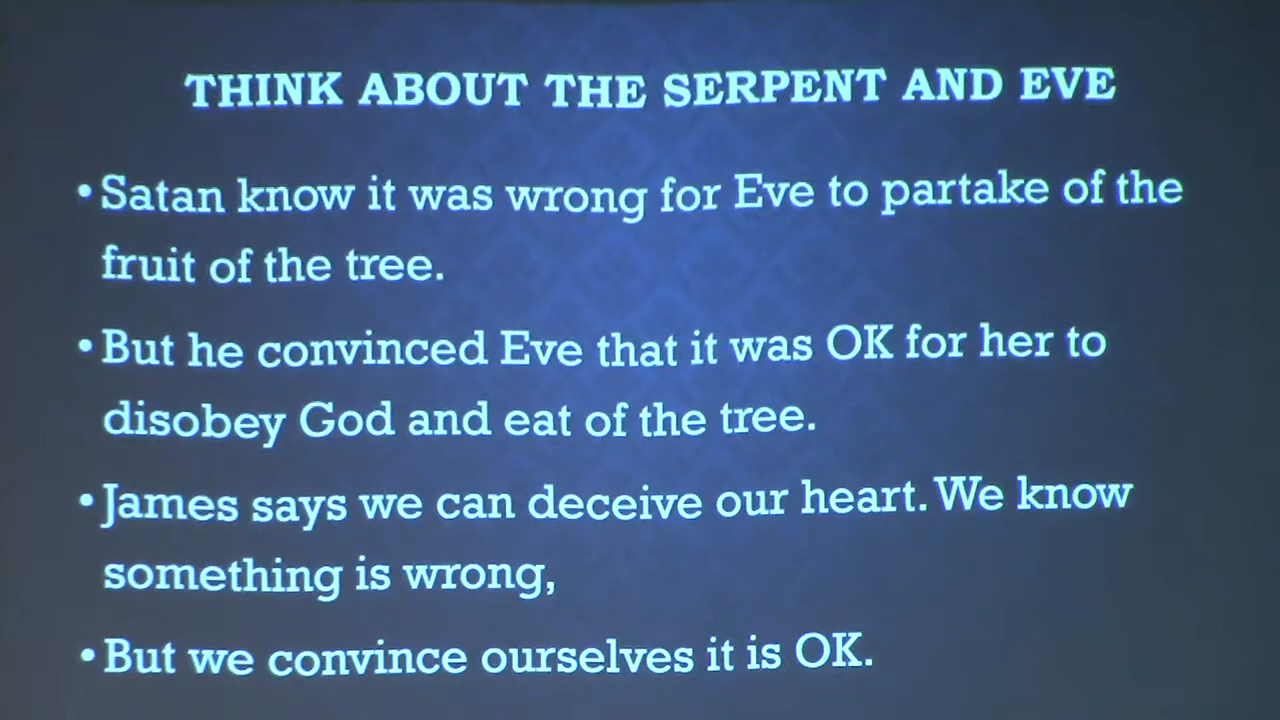 THINK ABOUT THE SERPENT AND EVE
• Satan know it was wrong for Eve to partake of the
fruit of the tree.
• But he convinced Eve that it was OK for her to
disobey God and eat of the tree.
• James says we can deceive our heart. We know
something is wrong,
• But we convince ourselves it is OK.